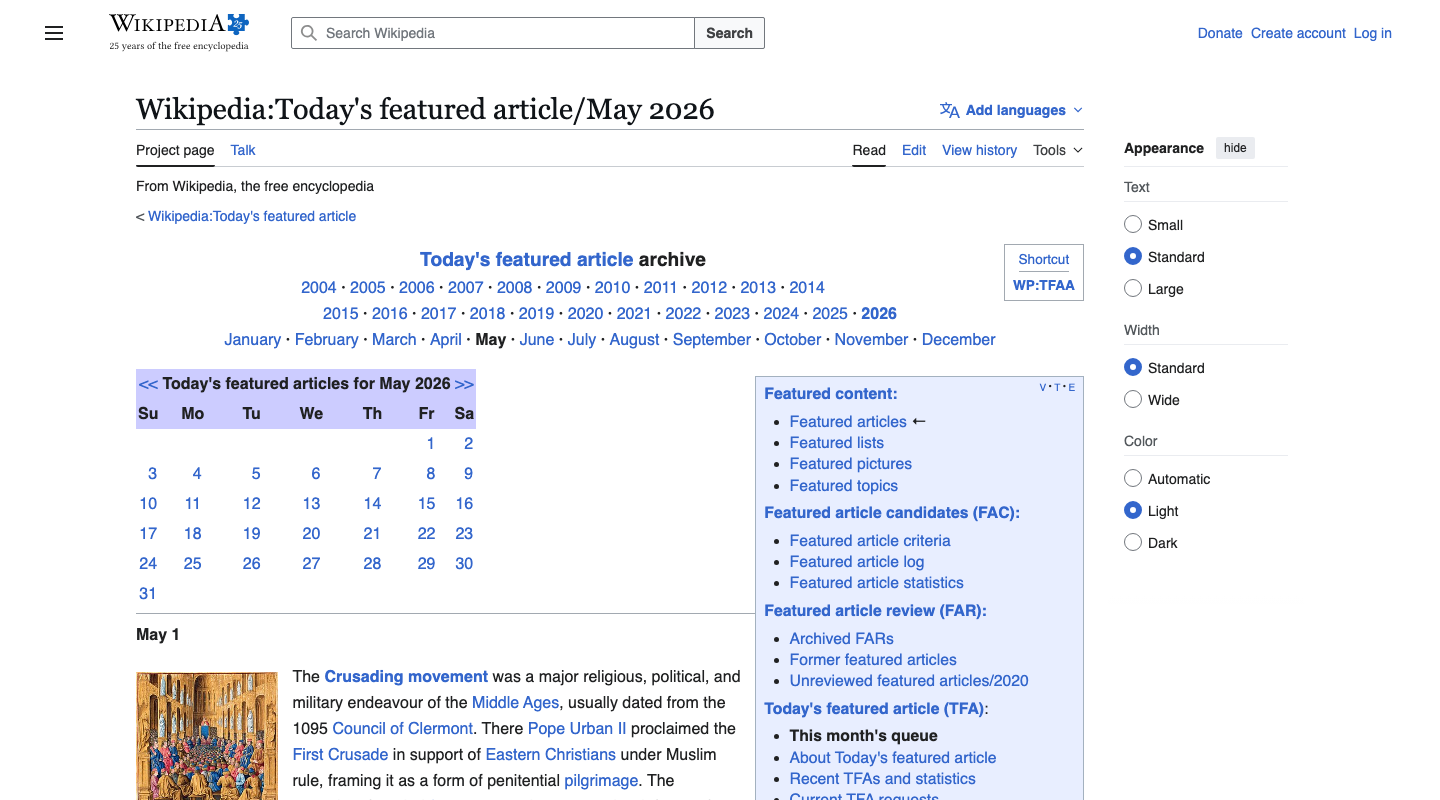 WIKIPEDIA 25
25 years of the free encyclopedia
Search Wikipedia
Search
Donate Create account Log in
Wikipedia:Today's featured article/May 2026
Add languages
Project page Talk
Read Edit View history Tools
From Wikipedia, the free encyclopedia
< Wikipedia:Today's featured article
Today's featured article archive
2004 · 2005 · 2006 · 2007 · 2008 · 2009 · 2010 · 2011 · 2012 · 2013 · 2014
2015 · 2016 · 2017 · 2018 · 2019 · 2020 · 2021 · 2022 · 2023 · 2024 · 2025 · 2026
January · February · March · April · May · June · July · August · September · October · November · December
Shortcut
WP:TFAA
<< Today's featured articles for May 2026 >>
Su Mo Tu We Th Fr Sa
1 2
3 4 5 6 7 8 9
10 11 12 13 14 15 16
17 18 19 20 21 22 23
24 25 26 27 28 29 30
31
May 1
The Crusading movement was a major religious, political, and
military endeavour of the Middle Ages, usually dated from the
1095 Council of Clermont. There Pope Urban II proclaimed the
First Crusade in support of Eastern Christians under Muslim
rule, framing it as a form of penitential pilgrimage. The
V · T · E
Featured content:
• Featured articles ←
• Featured lists
• Featured pictures
• Featured topics
Featured article candidates (FAC):
• Featured article criteria
• Featured article log
• Featured article statistics
Featured article review (FAR):
• Archived FARs
• Former featured articles
• Unreviewed featured articles/2020
Today's featured article (TFA):
• This month's queue
• About Today's featured article
• Recent TFAs and statistics
• Current TFA requests
Appearance hide
Text
Small
Standard
Large
Width
Standard
Wide
Color
Automatic
Light
Dark